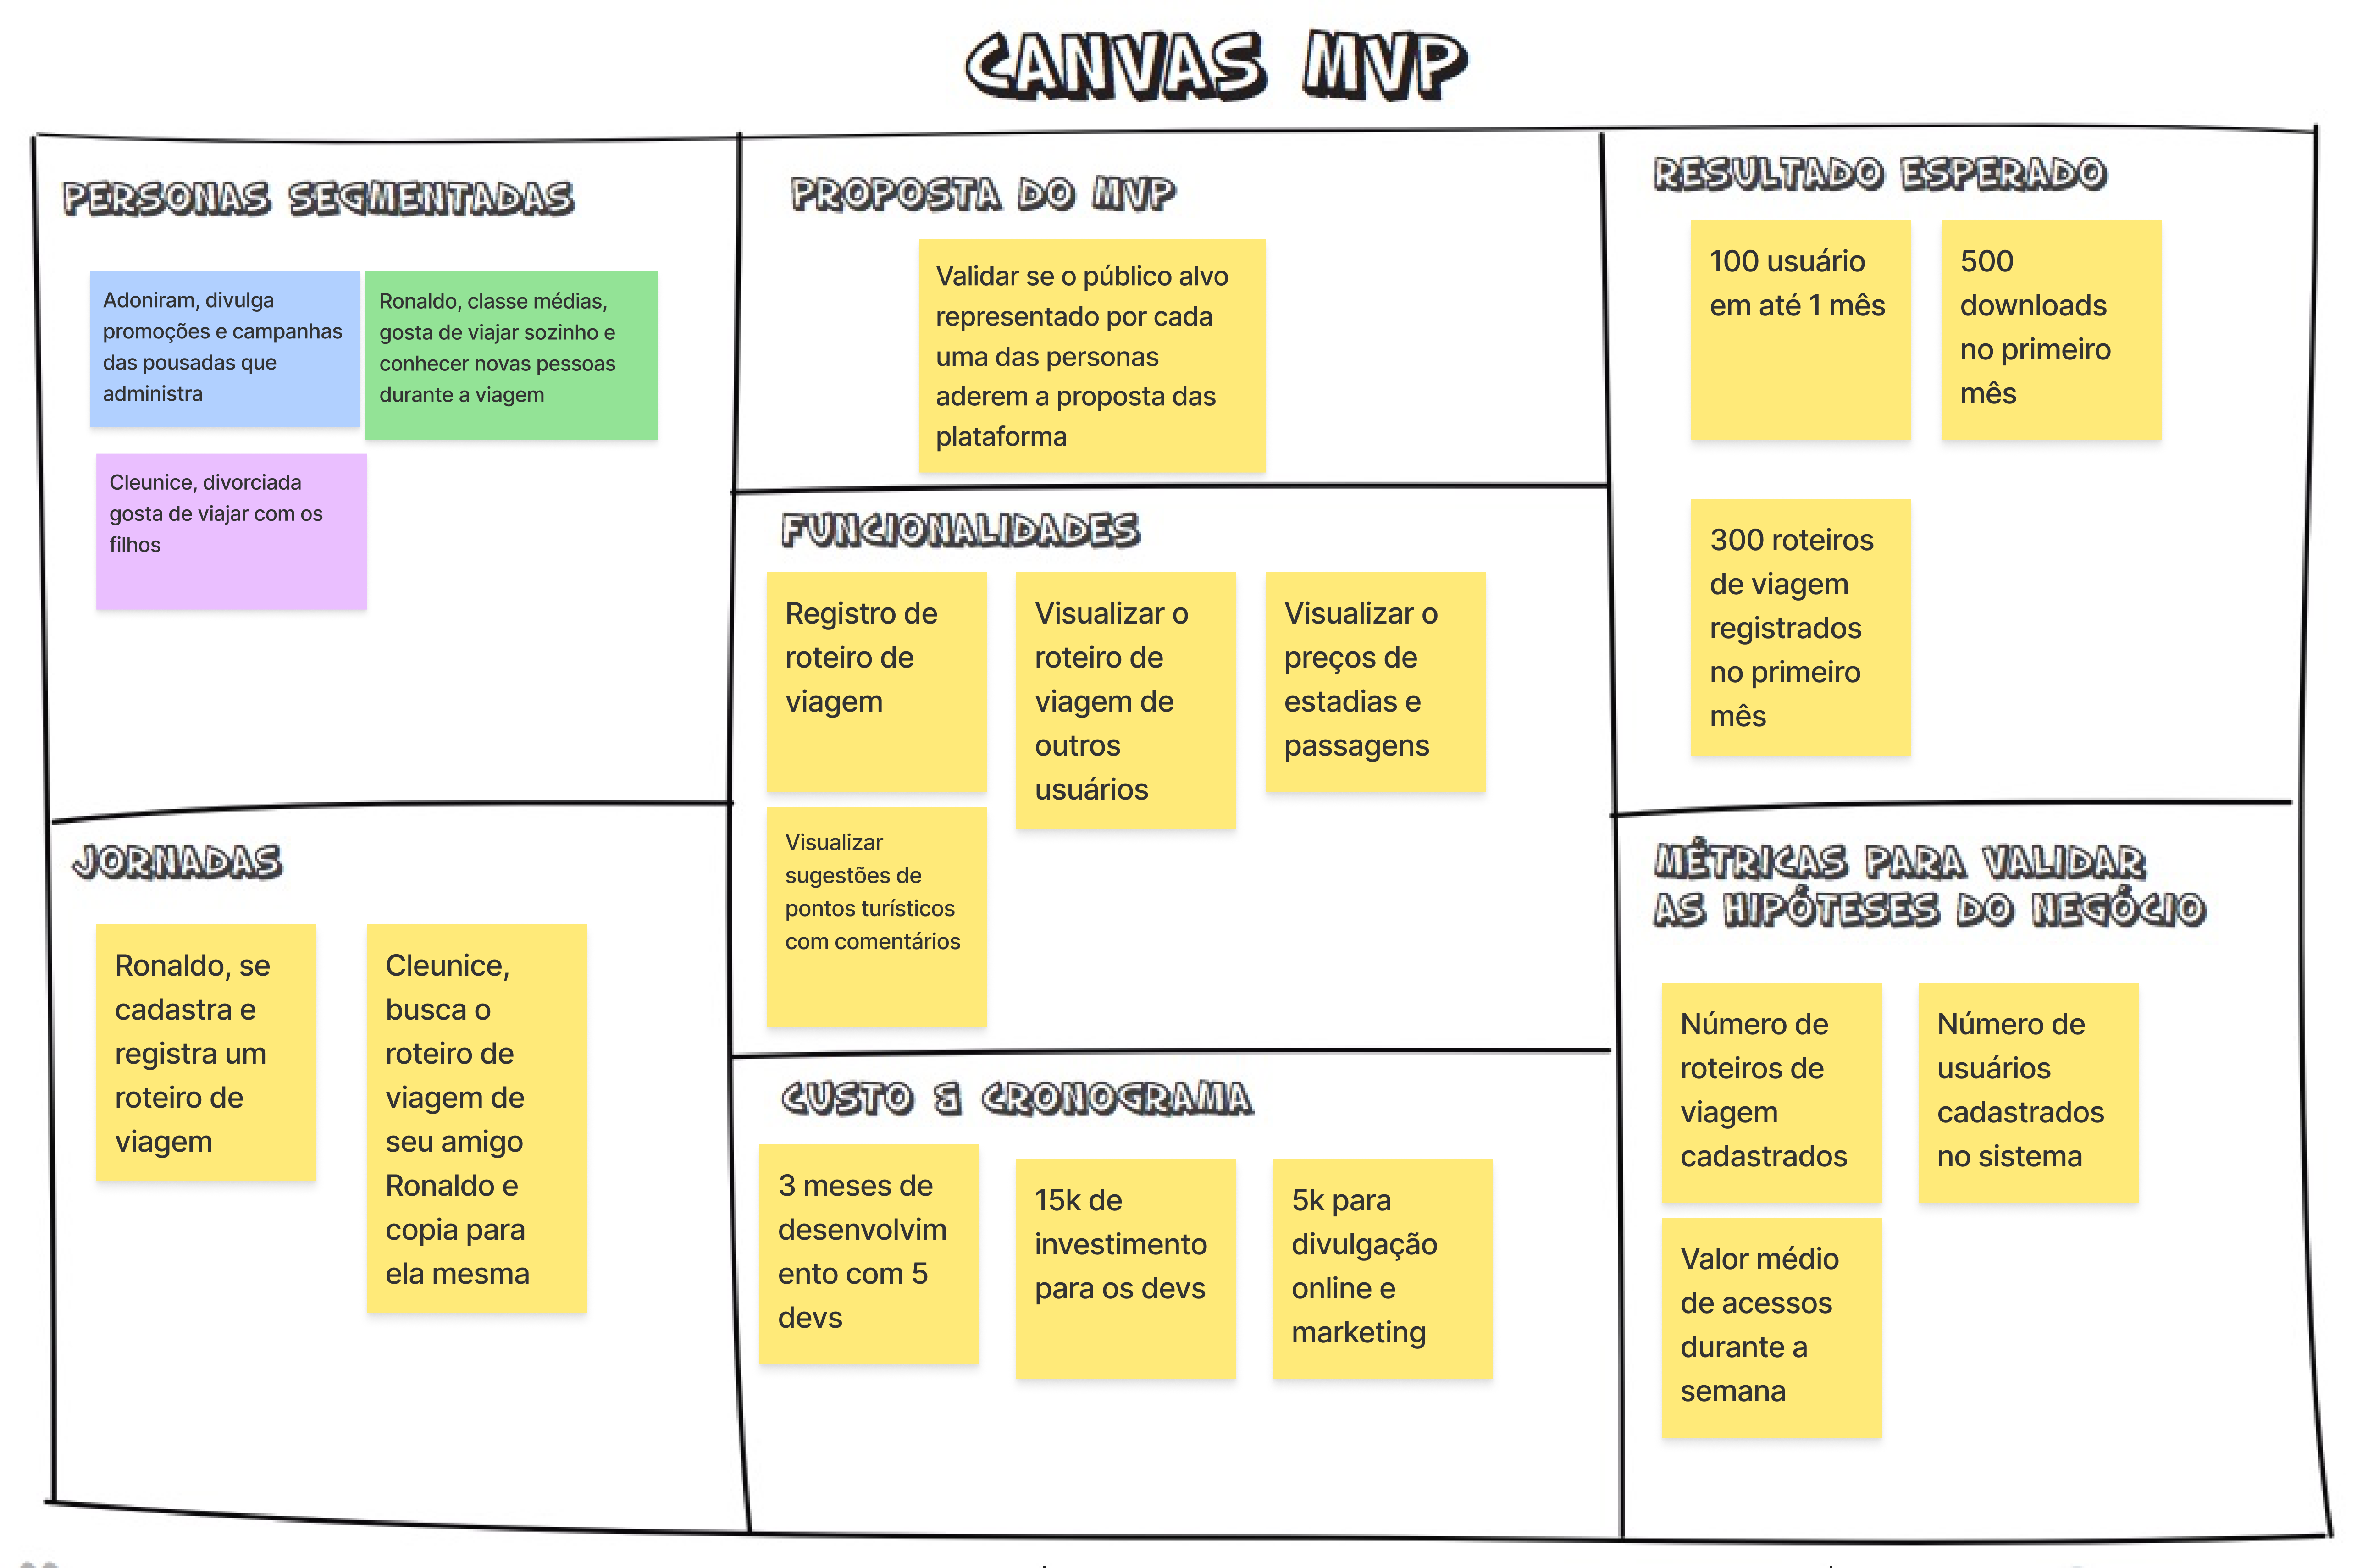 CANVAS MVP
PERSONAS SEGMENTADAS
Adoniram, divulga
promoções e campanhas
das pousadas que
administra
Ronaldo, classe médias,
gosta de viajar sozinho e
conhecer novas pessoas
durante a viagem
Cleunice, divorciada
gosta de viajar com os
filhos
PROPOSTA DO MVP
Validar se o público alvo
representado por cada
uma das personas
aderem a proposta das
plataforma
RESULTADO ESPERADO
100 usuário
em até 1 mês
500
downloads
no primeiro
mês
300 roteiros
de viagem
registrados
no primeiro
mês
FUNCIONALIDADES
Registro de
roteiro de
viagem
Visualizar o
roteiro de
viagem de
outros
usuários
Visualizar o
preços de
estadias e
passagens
Visualizar
sugestões de
pontos turísticos
com comentários
JORNADAS
Ronaldo, se
cadastra e
registra um
roteiro de
viagem
Cleunice,
busca o
roteiro de
viagem de
seu amigo
Ronaldo e
copia para
ela mesma
CUSTO & CRONOGRAMA
3 meses de
desenvolvim
ento com 5
devs
15k de
investimento
para os devs
5k para
divulgação
online e
marketing
MÉTRICAS PARA VALIDAR
AS HIPÓTESES DO NEGÓCIO
Número de
roteiros de
viagem
cadastrados
Número de
usuários
cadastrados
no sistema
Valor médio
de acessos
durante a
semana